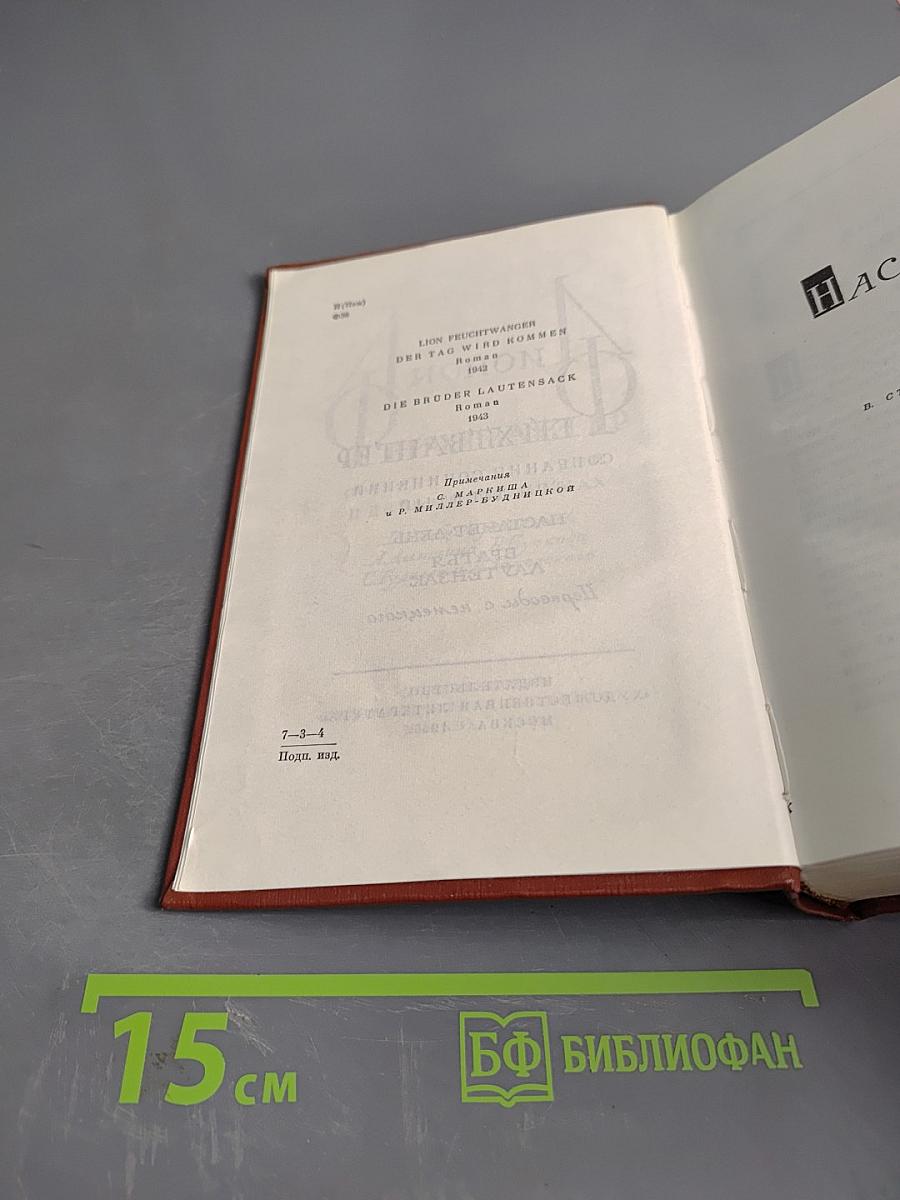 И(Нем)
Ф36
LION FEUCHTWANGER
DER TAG WIRD KOMMEN
Roman
1942
DIE BRÜDER LAUTENSACK
Roman
1943
Примечания
С. МАРКИША
и Р. МИЛЛЕР-БУДНИЦКОЙ
7—3—4
Подп. изд.
НАС
В. СТ
15 см
БФ БИБЛИОФАН